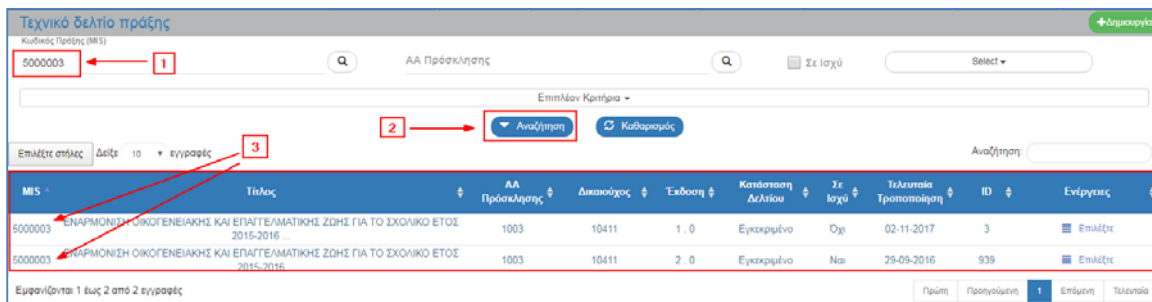 Τεχνικό δελτίο πράξης
+Δημιουργία
Κωδικός Πράξης (MIS)
5000003
1
ΑΑ Πρόσκλησης
Σε Ισχύ
Select
Επιπλέον Κριτήρια
2
Αναζήτηση
Καθαρισμός
3
Επιλέξτε στήλες Δείξε 10 εγγραφές
Αναζήτηση:
MIS Τίτλος ΑΑ Πρόσκλησης Δικαιούχος Έκδοση Κατάσταση Δελτίου Σε Ισχύ Τελευταία Τροποποίηση ID Ενέργειες
5000003 ΕΝΑΡΜΟΝΙΣΗ ΟΙΚΟΓΕΝΕΙΑΚΗΣ ΚΑΙ ΕΠΑΓΓΕΛΜΑΤΙΚΗΣ ΖΩΗΣ ΓΙΑ ΤΟ ΣΧΟΛΙΚΟ ΕΤΟΣ 2015-2016 ... 1003 10411 1 . 0 Εγκεκριμένο Όχι 02-11-2017 3 Επιλέξτε
5000003 ΕΝΑΡΜΟΝΙΣΗ ΟΙΚΟΓΕΝΕΙΑΚΗΣ ΚΑΙ ΕΠΑΓΓΕΛΜΑΤΙΚΗΣ ΖΩΗΣ ΓΙΑ ΤΟ ΣΧΟΛΙΚΟ ΕΤΟΣ 2015-2016 1003 10411 2 . 0 Εγκεκριμένο Ναι 29-09-2016 939 Επιλέξτε
Εμφανίζονται 1 έως 2 από 2 εγγραφές
Πρώτη Προηγούμενη 1 Επόμενη Τελευταία